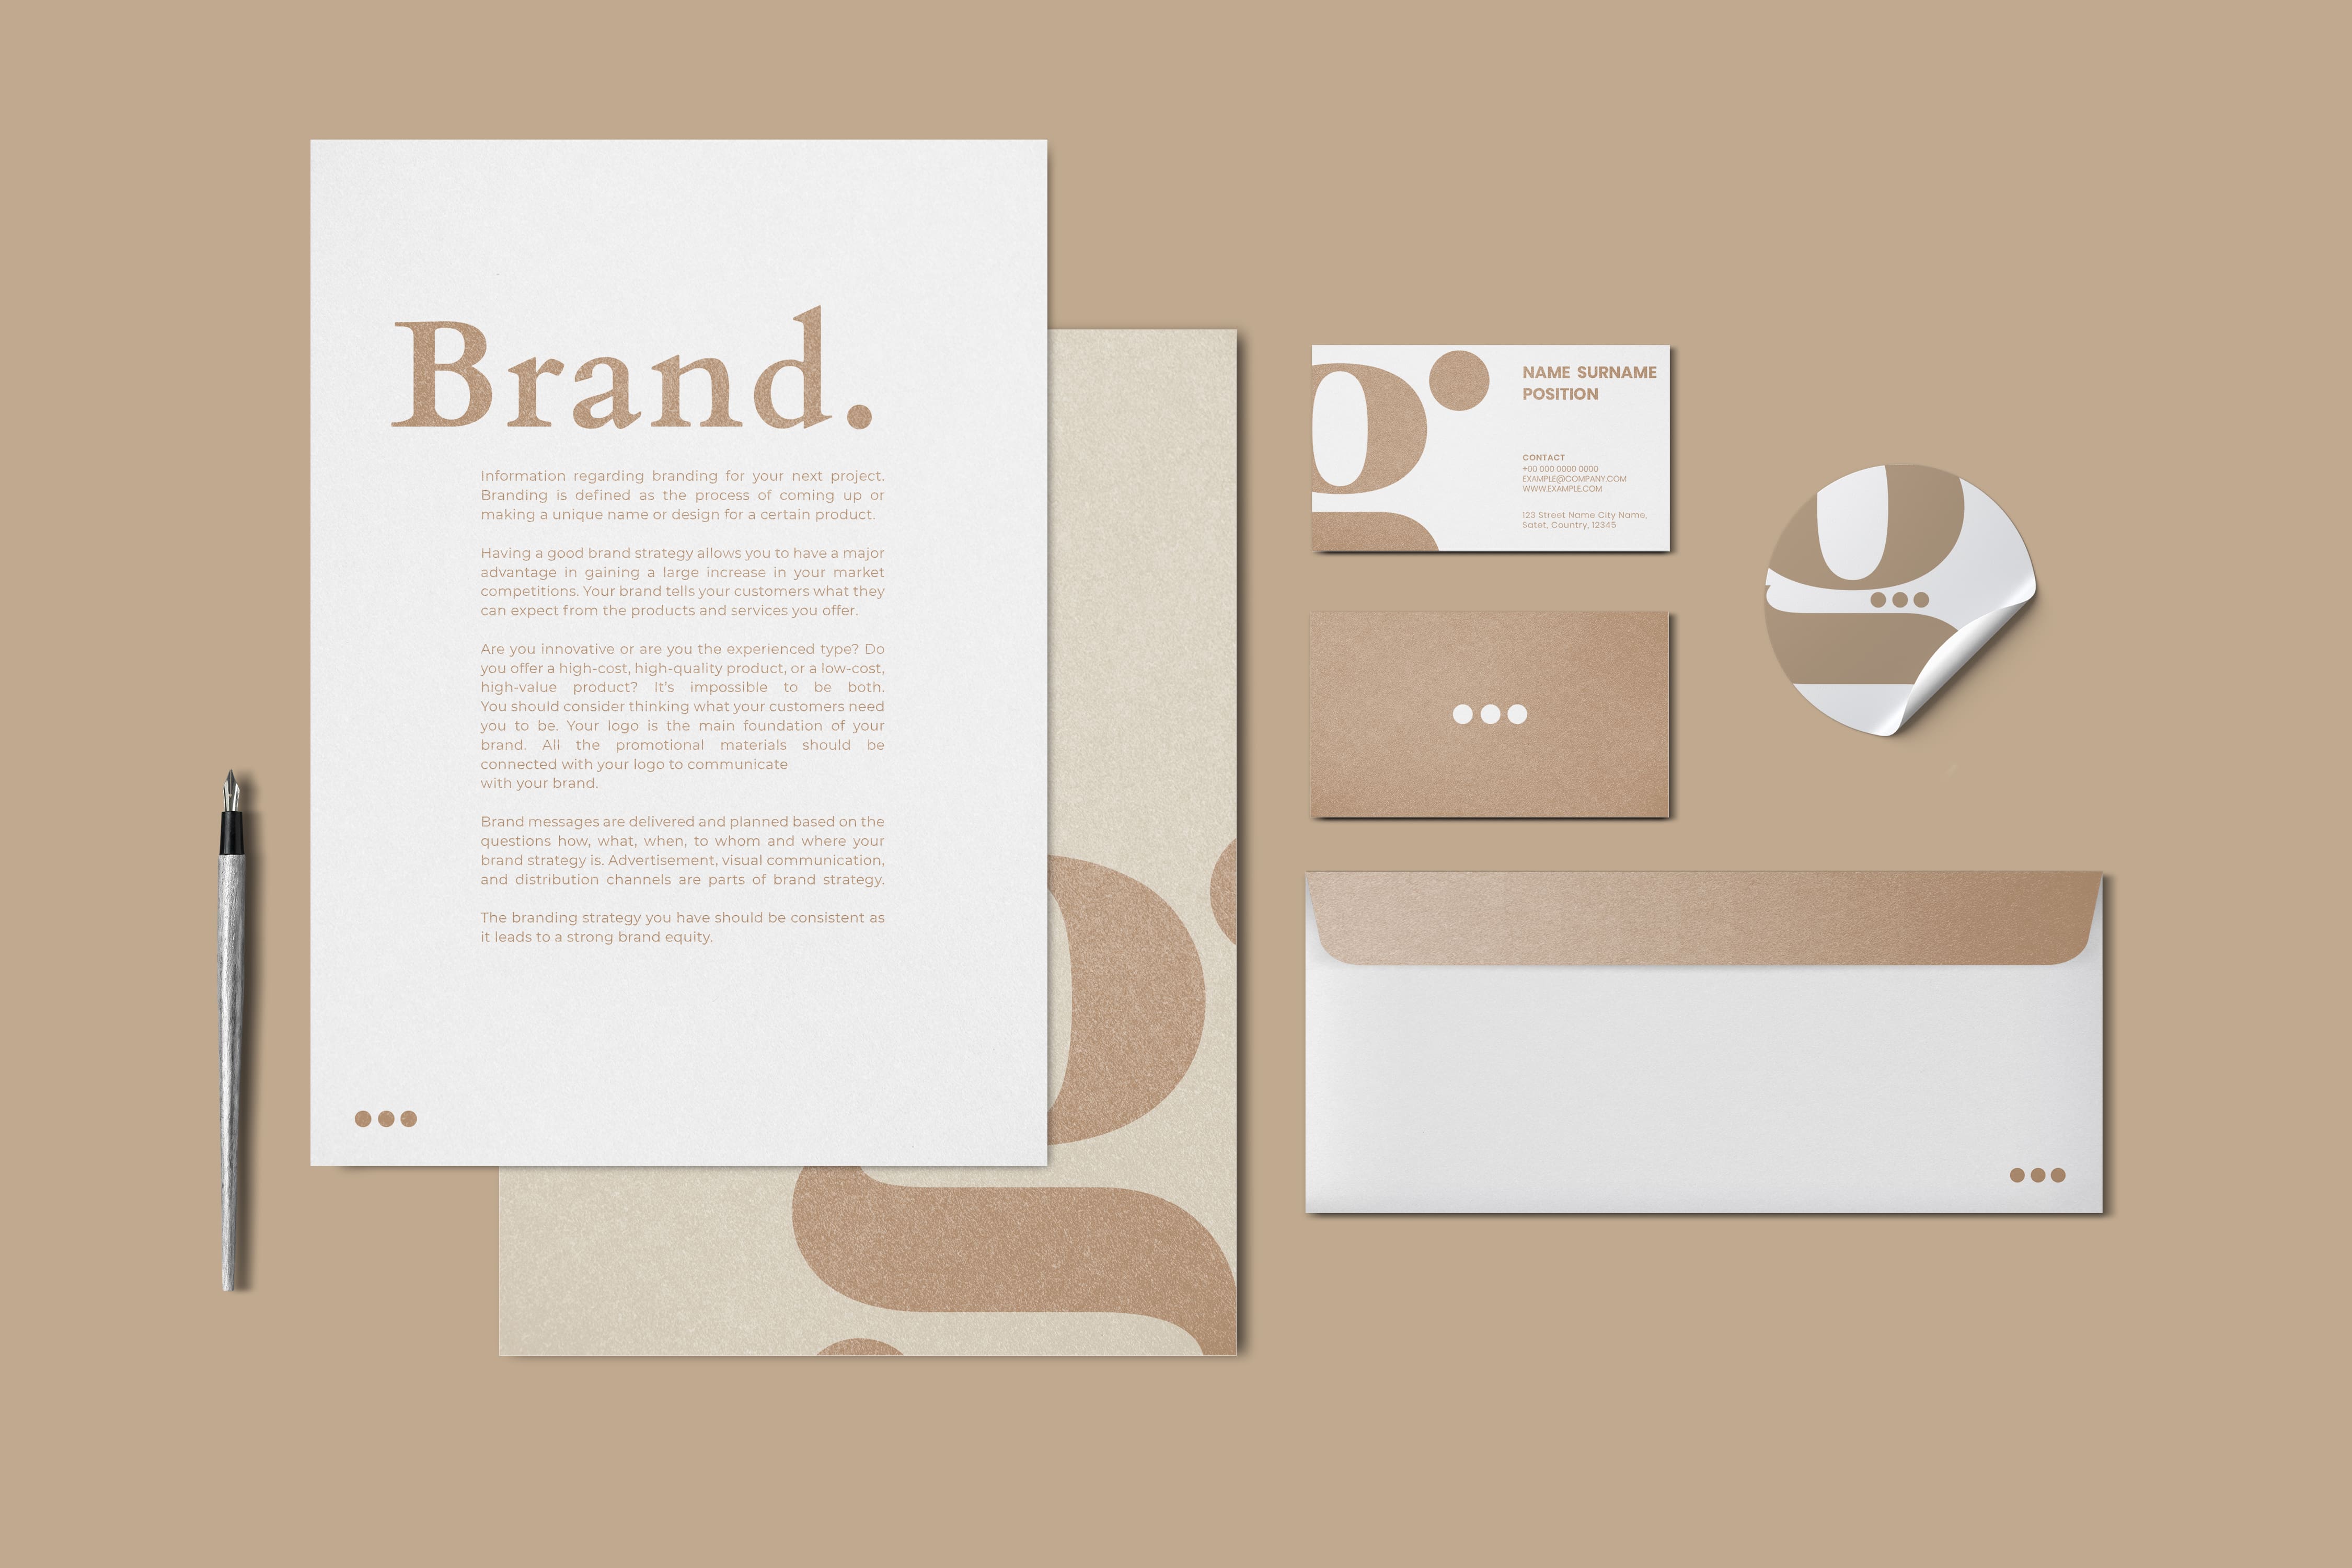 Brand.
Information regarding branding for your next project.
Branding is defined as the process of coming up or
making a unique name or design for a certain product.
Having a good brand strategy allows you to have a major
advantage in gaining a large increase in your market
competitions. Your brand tells your customers what they
can expect from the products and services you offer.
Are you innovative or are you the experienced type? Do
you offer a high-cost, high-quality product, or a low-cost,
high-value product? It's impossible to be both.
You should consider thinking what your customers need
you to be. Your logo is the main foundation of your
brand. All the promotional materials should be
connected with your logo to communicate
with your brand.
Brand messages are delivered and planned based on the
questions how, what, when, to whom and where your
brand strategy is. Advertisement, visual communication,
and distribution channels are parts of brand strategy.
The branding strategy you have should be consistent as
it leads to a strong brand equity.
g
g
NAME SURNAME
POSITION
CONTACT
+00 000 0000 0000
EXAMPLE@COMPANY.COM
WWW.EXAMPLE.COM
123 Street Name City Name,
Satet, Country, 12345
g